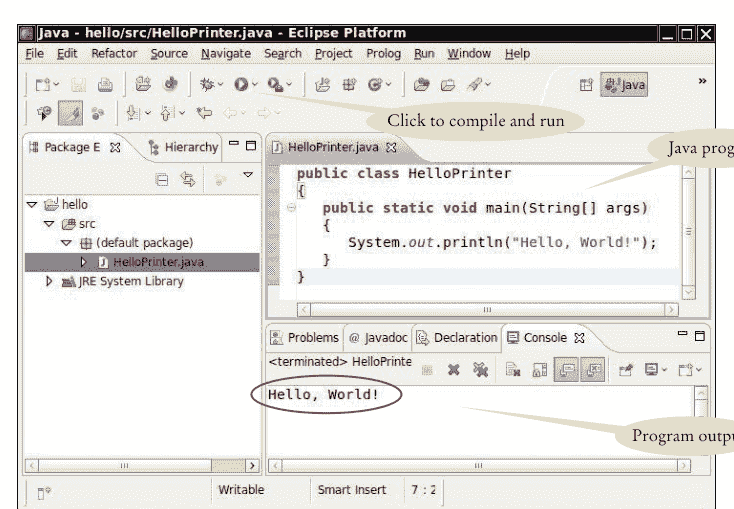 Java - hello/src/HelloPrinter.java - Eclipse Platform
File Edit Refactor Source Navigate Search Project Prolog Run Window Help
Java »
Click to compile and run
Package E Hierarchy
HelloPrinter.java
Java prog
hello
src
(default package)
J HelloPrinter.java
JRE System Library
public class HelloPrinter
{
public static void main(String[] args)
{
System.out.println("Hello, World!");
}
}
Problems @ Javadoc Declaration Console
<terminated> HelloPrinte
Hello, World!
Program outpu
Writable Smart Insert 7 : 2